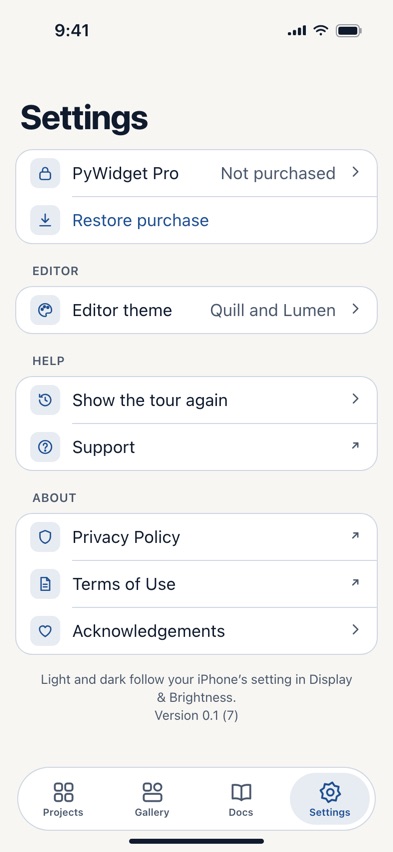 9:41
Settings
PyWidget Pro Not purchased
Restore purchase
EDITOR
Editor theme Quill and Lumen
HELP
Show the tour again
Support
ABOUT
Privacy Policy
Terms of Use
Acknowledgements
Light and dark follow your iPhone’s setting in Display
& Brightness.
Version 0.1 (7)
Projects Gallery Docs Settings